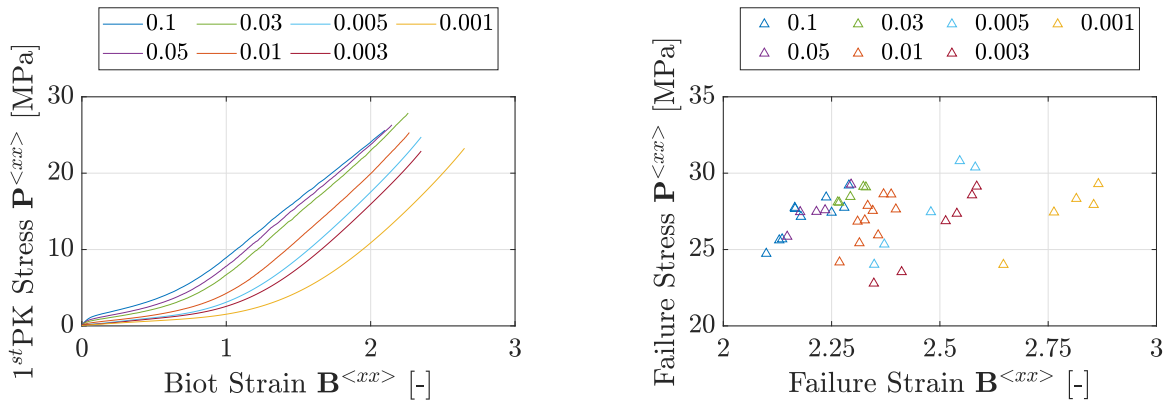 0.1 0.03 0.005 0.001
0.05 0.01 0.003
1stPK Stress P<xx> [MPa]
30
20
10
0
0 1 2 3
Biot Strain B<xx> [-]
0.1 0.03 0.005 0.001
0.05 0.01 0.003
Failure Stress P<xx> [MPa]
35
30
25
20
2 2.25 2.5 2.75 3
Failure Strain B<xx> [-]